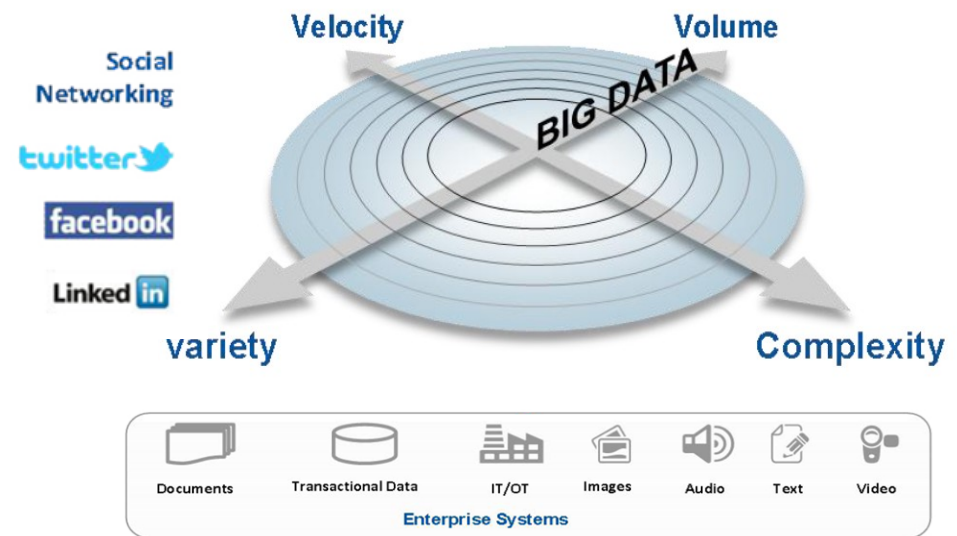 Velocity
Volume
Social
Networking
BIG DATA
twitter
facebook
Linked in
variety
Complexity
Documents
Transactional Data
IT/OT
Images
Audio
Text
Video
Enterprise Systems